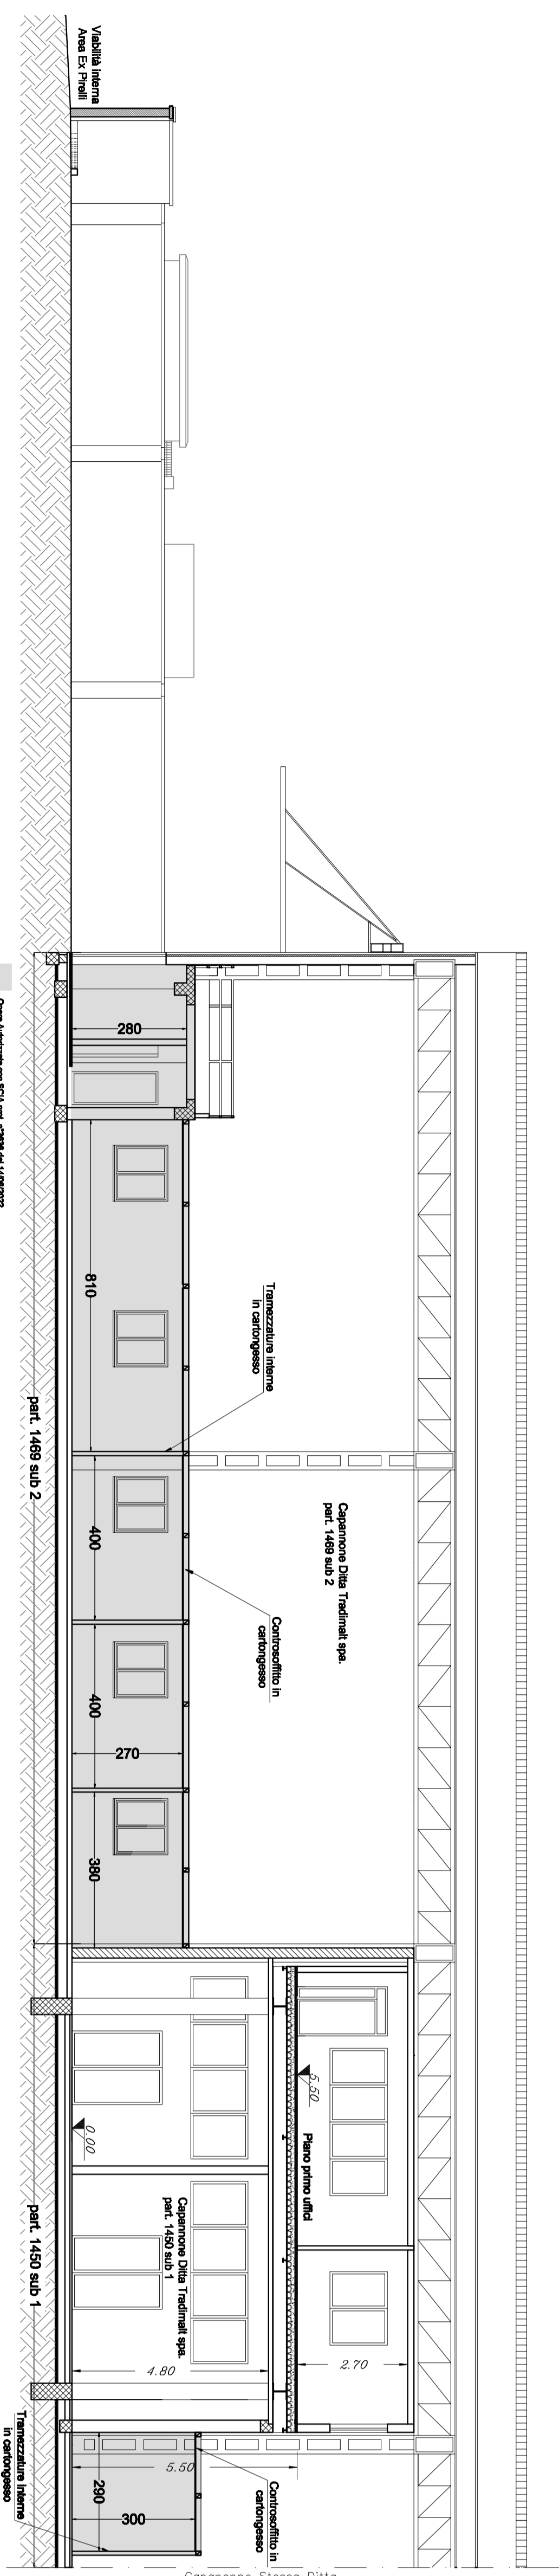 Viabilità interna
Area Ex Pirelli
280
810
Tramezzature interne
in cartongesso
part. 1469 sub 2
400
Capannone Ditta Tradimalt spa.
part. 1469 sub 2
Controsoffitto in
cartongesso
400
270
380
5.50
0.00
Piano primo uffici
part. 1450 sub 1
Capannone Ditta Tradimalt spa.
part. 1450 sub 1
4.80
2.70
5.50
290
300
Controsoffitto in
cartongesso
Tramezzature interne
in cartongesso